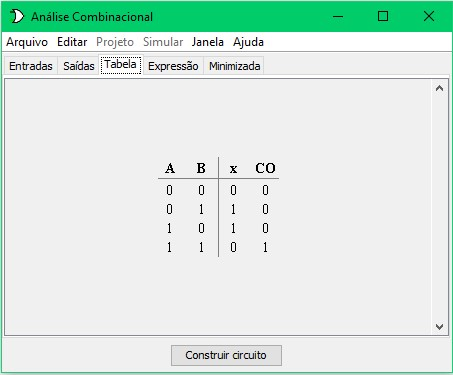 Análise Combinacional
Arquivo Editar Projeto Simular Janela Ajuda
Entradas Saídas Tabela Expressão Minimizada
A B x CO
0 0 0 0
0 1 1 0
1 0 1 0
1 1 0 1
Construir circuito